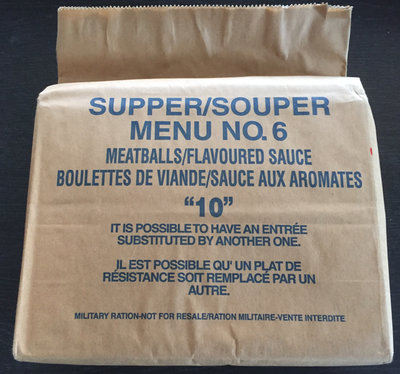 SUPPER/SOUPER
MENU NO. 6
MEATBALLS/FLAVOURED SAUCE
BOULETTES DE VIANDE/SAUCE AUX AROMATES
“10”
IT IS POSSIBLE TO HAVE AN ENTRÉE
SUBSTITUTED BY ANOTHER ONE.
IL EST POSSIBLE QU' UN PLAT DE
RÉSISTANCE SOIT REMPLACÉ PAR UN
AUTRE.
MILITARY RATION-NOT FOR RESALE/RATION MILITAIRE-VENTE INTERDITE